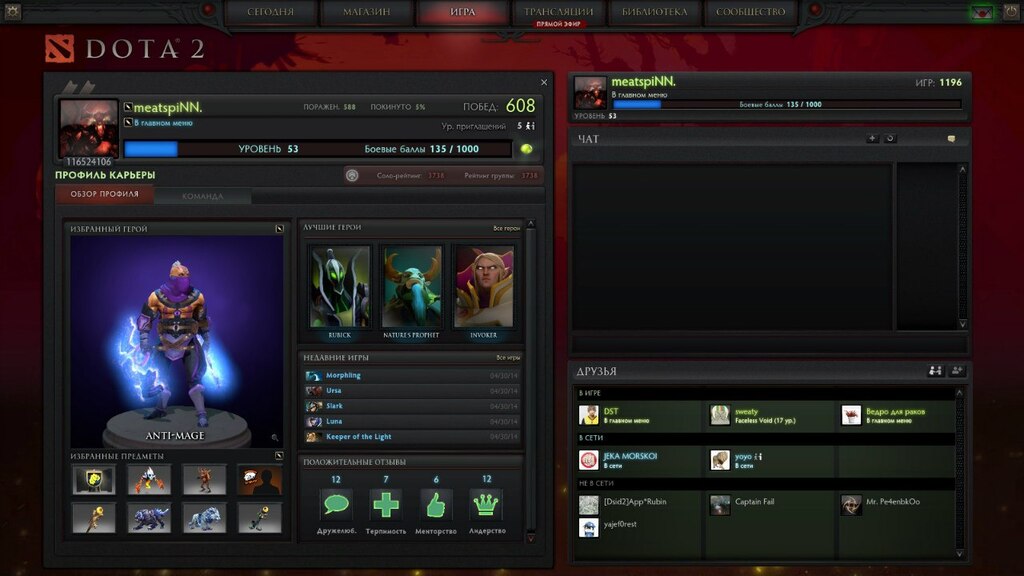 СЕГОДНЯ МАГАЗИН ИГРА ТРАНСЛЯЦИИ БИБЛИОТЕКА СООБЩЕСТВО
ПРЯМОЙ ЭФИР
DOTA 2
meatspiNN.
ПОРАЖЕН. 588 ПОКИНУТО 5% ПОБЕД: 608
В главном меню
Ур. приглашений 5
УРОВЕНЬ 53 Боевые баллы 135 / 1000
116524106
ПРОФИЛЬ КАРЬЕРЫ
Соло-рейтинг: 3738 Рейтинг группы: 3738
ОБЗОР ПРОФИЛЯ КОМАНДА
ИЗБРАННЫЙ ГЕРОЙ
ANTI-MAGE
ИЗБРАННЫЕ ПРЕДМЕТЫ
ЛУЧШИЕ ГЕРОИ Все герои
RUBICK NATURE'S PROPHET INVOKER
НЕДАВНИЕ ИГРЫ Все игры
Morphling 04/30/14
Ursa 04/30/14
Slark 04/30/14
Luna 04/30/14
Keeper of the Light 04/30/14
ПОЛОЖИТЕЛЬНЫЕ ОТЗЫВЫ
12 7 6 12
Дружелюб. Терпимость Менторство Лидерство
meatspiNN. ИГР: 1196
В главном меню
Боевые баллы 135 / 1000
УРОВЕНЬ 53
ЧАТ
ДРУЗЬЯ
В ИГРЕ
DST sweaty Ведро для раков
В главном меню Faceless Void (17 ур.) В главном меню
В СЕТИ
JEKA MORSKOI yoyo
В сети В сети
НЕ В СЕТИ
[Dsid2]App*Rubin Captain Fail Mr. Pe4enbkOo
yajef0rest